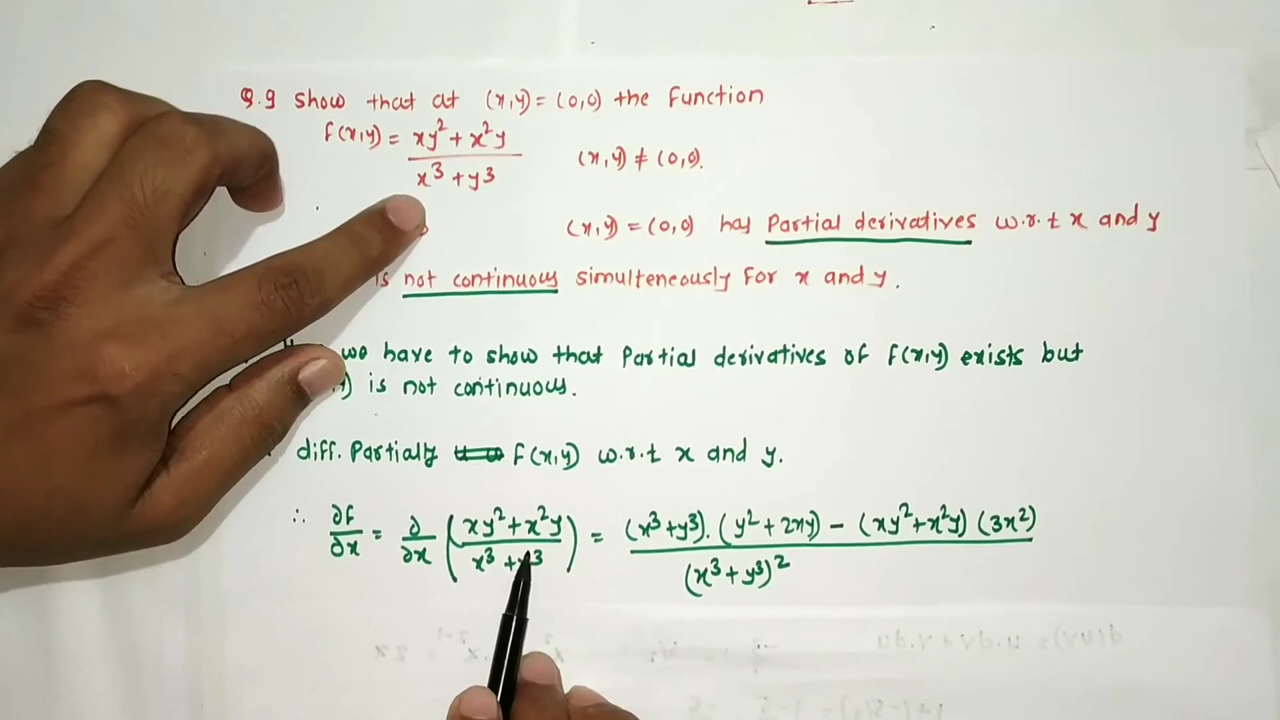 Q.9 show that at (x,y) = (0,0) the function
f(x,y) = xy² + x²y / x³ + y³ (x,y) ≠ (0,0).
(x,y) = (0,0) has Partial derivatives w.r.t x and y
is not continuous simulteneously for x and y.
we have to show that Partial derivatives of f(x,y) exists but
is not continuous.
diff. Partially f(x,y) w.r.t x and y.
∴ ∂f/∂x = ∂/∂x (xy² + x²y / x³ + y³) = (x³+y³). (y² + 2xy) - (xy²+x²y) (3x²) / (x³ + y³)²